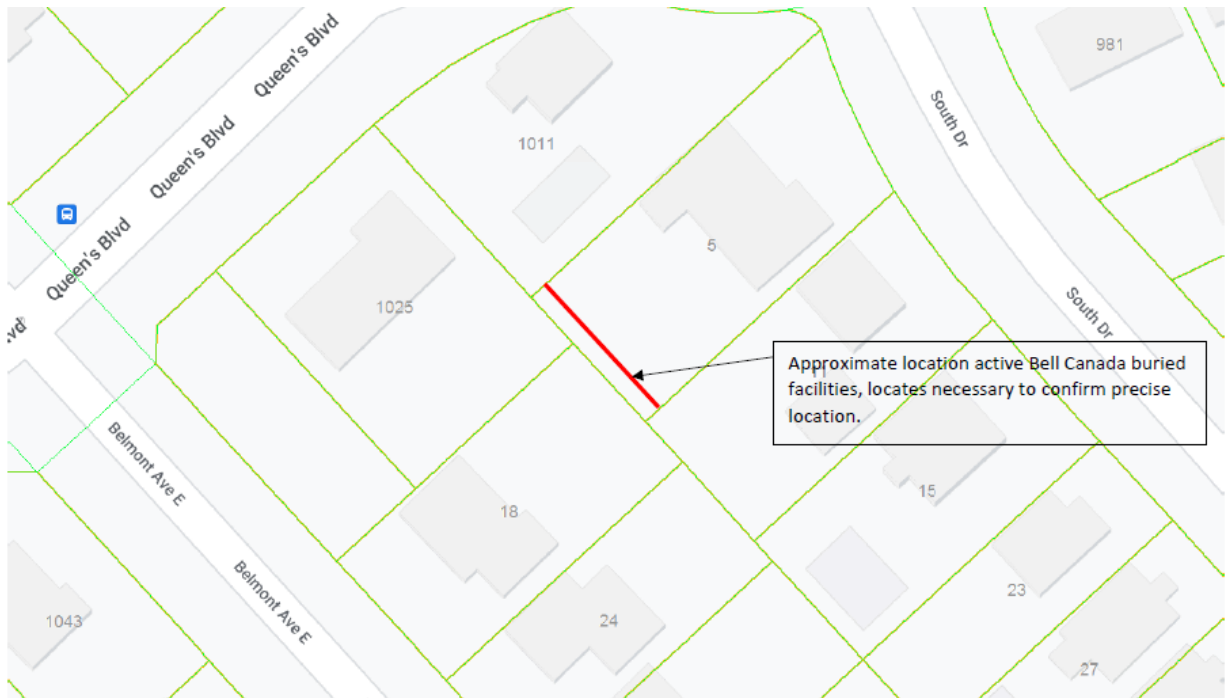 Queen's Blvd
Queen's Blvd
Queen's Blvd
Queen's Blvd
981
South Dr
1011
5
1025
South Dr
Approximate location active Bell Canada buried
facilities, locates necessary to confirm precise
location.
Belmont Ave E
15
18
Belmont Ave E
23
24
1043
27